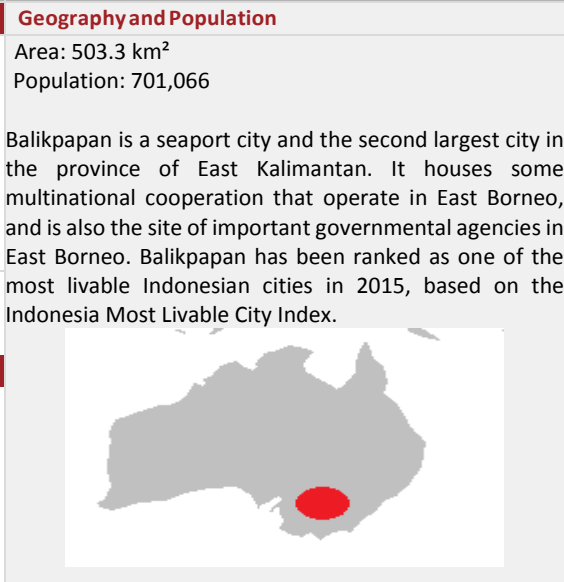 Geography and Population
Area: 503.3 km²
Population: 701,066
Balikpapan is a seaport city and the second largest city in
the province of East Kalimantan. It houses some
multinational cooperation that operate in East Borneo,
and is also the site of important governmental agencies in
East Borneo. Balikpapan has been ranked as one of the
most livable Indonesian cities in 2015, based on the
Indonesia Most Livable City Index.